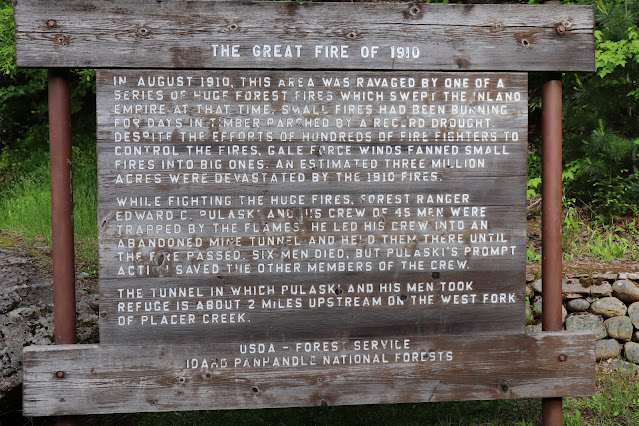 THE GREAT FIRE OF 1910
IN AUGUST 1910, THIS AREA WAS RAVAGED BY ONE OF A
SERIES OF HUGE FOREST FIRES WHICH SWEPT THE INLAND
EMPIRE AT THAT TIME. SMALL FIRES HAD BEEN BURNING
FOR DAYS IN TIMBER PARCHED BY A RECORD DROUGHT.
DESPITE THE EFFORTS OF HUNDREDS OF FIRE FIGHTERS TO
CONTROL THE FIRES, GALE FORCE WINDS FANNED SMALL
FIRES INTO BIG ONES. AN ESTIMATED THREE MILLION
ACRES WERE DEVASTATED BY THE 1910 FIRES.
WHILE FIGHTING THE HUGE FIRES, FOREST RANGER
EDWARD C. PULASKI AND HIS CREW OF 45 MEN WERE
TRAPPED BY THE FLAMES. HE LED HIS CREW INTO AN
ABANDONED MINE TUNNEL AND HELD THEM THERE UNTIL
THE FIRE PASSED. SIX MEN DIED, BUT PULASKI'S PROMPT
ACTION SAVED THE OTHER MEMBERS OF THE CREW.
THE TUNNEL IN WHICH PULASKI AND HIS MEN TOOK
REFUGE IS ABOUT 2 MILES UPSTREAM ON THE WEST FORK
OF PLACER CREEK.
USDA - FOREST SERVICE
IDAHO PANHANDLE NATIONAL FORESTS